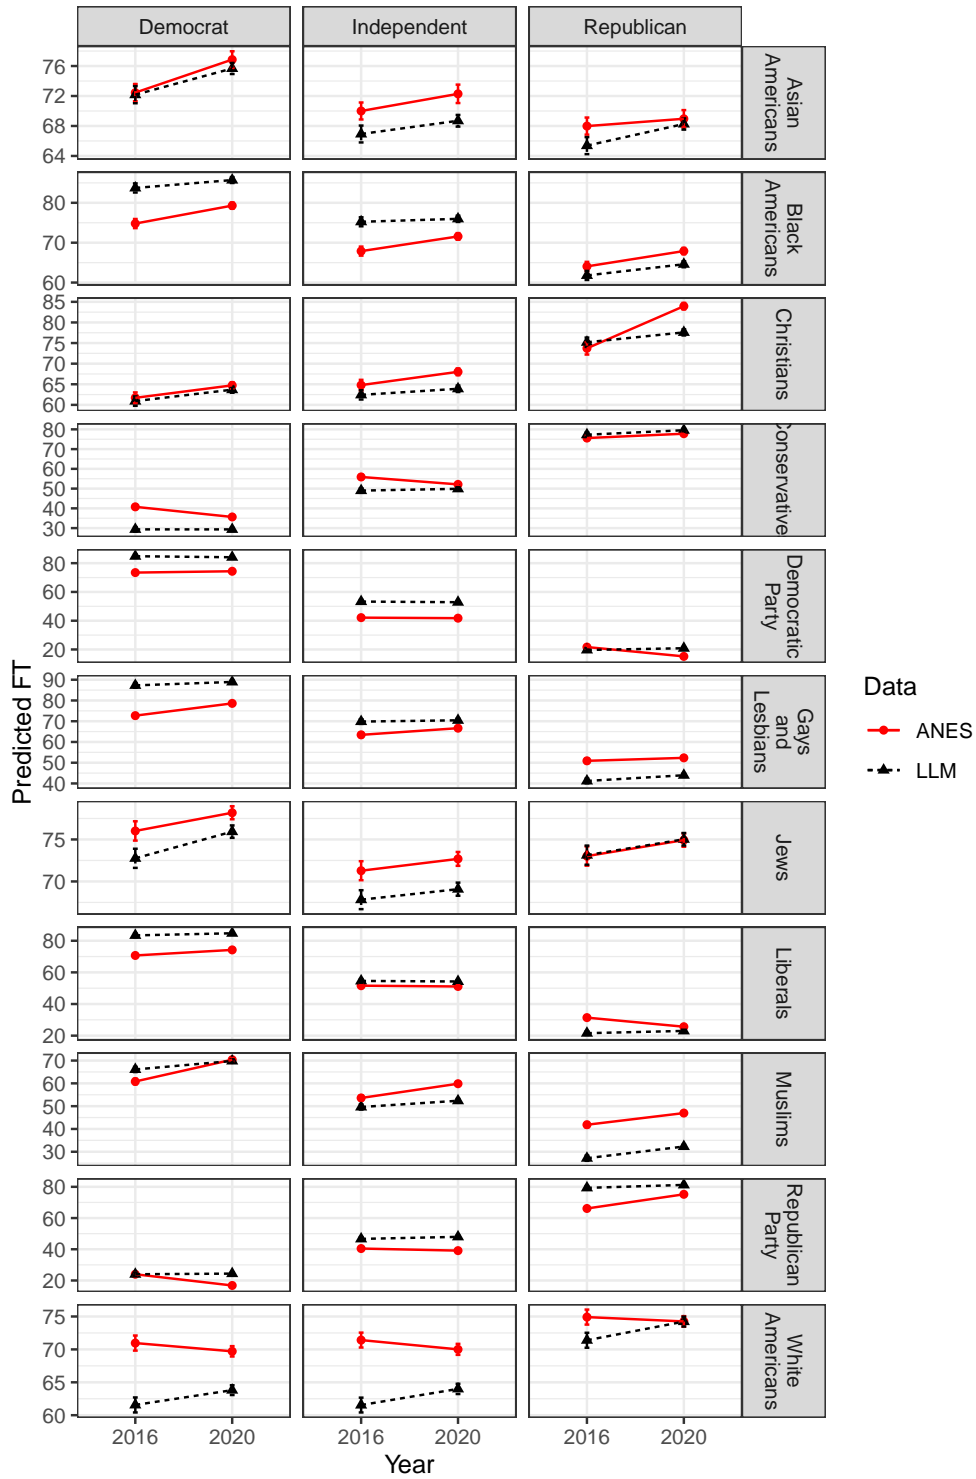 Democrat Independent Republican
76
72
68
64
Asian
Americans
80
70
60
Black
Americans
85
80
75
70
65
60
Christians
80
70
60
50
40
30
onservative
80
60
40
20
Democratic
Party
90
80
70
60
50
40
Gays
and
Lesbians
75
70
Jews
80
60
40
20
Liberals
70
60
50
40
30
Muslims
80
60
40
20
Republican
Party
75
70
65
60
White
Americans
2016 2020 2016 2020 2016 2020
Year
Predicted FT
Data
ANES
LLM